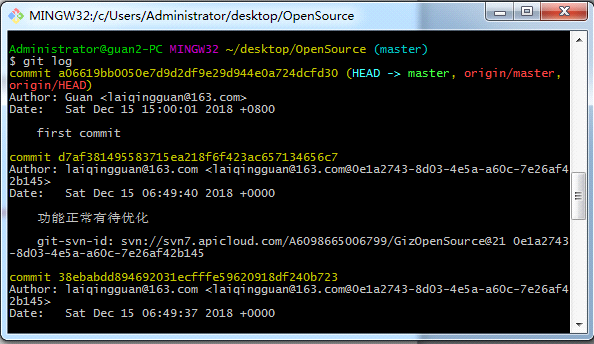 MINGW32:/c/Users/Administrator/desktop/OpenSource
Administrator@guan2-PC MINGW32 ~/desktop/OpenSource (master)
$ git log
commit a06619bb0050e7d9d2df9e29d944e0a724dcfd30 (HEAD -> master, origin/master,
origin/HEAD)
Author: Guan <laiqingguan@163.com>
Date:   Sat Dec 15 15:00:01 2018 +0800
first commit
commit d7af381495583715ea218f6f423ac657134656c7
Author: laiqingguan@163.com <laiqingguan@163.com@0e1a2743-8d03-4e5a-a60c-7e26af4
2b145>
Date:   Sat Dec 15 06:49:40 2018 +0000
功能正常有待优化
git-svn-id: svn://svn7.apicloud.com/A6098665006799/GizOpenSource@21 0e1a2743
-8d03-4e5a-a60c-7e26af42b145
commit 38ebabdd894692031ecfffe59620918df240b723
Author: laiqingguan@163.com <laiqingguan@163.com@0e1a2743-8d03-4e5a-a60c-7e26af4
2b145>
Date:   Sat Dec 15 06:49:37 2018 +0000